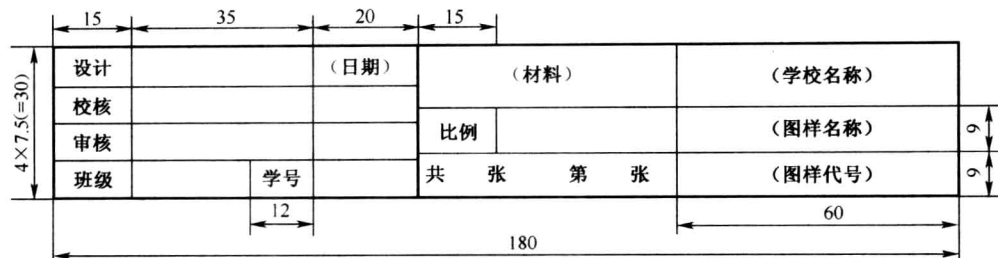 15 35 20 15
4×7.5(=30)
设计 (日期) (材料) (学校名称)
校核
比例 (图样名称) 9
审核
班级 学号 共 张 第 张 (图样代号) 9
12 60
180